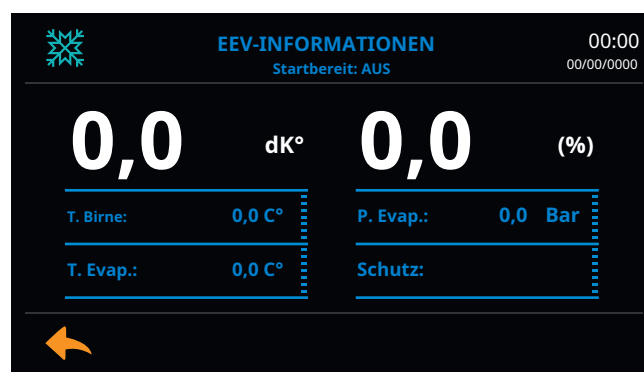 EEV-INFORMATIONEN
00:00
Startbereit: AUS
00/00/0000
0,0 dK° 0,0 (%)
T. Birne: 0,0 C° P. Evap.: 0,0 Bar
T. Evap.: 0,0 C° Schutz: